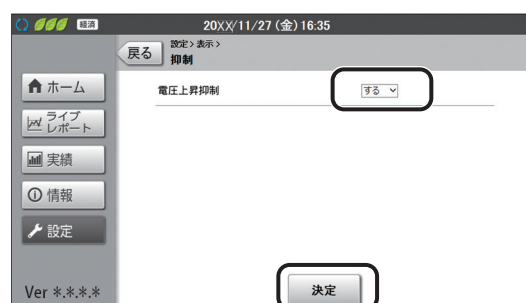 経済 20XX/11/27 (金) 16:35
戻る
設定>表示>
抑制
ホーム
ライブ
レポート
実績
情報
設定
Ver *.*.*.*
電圧上昇抑制 する
決定